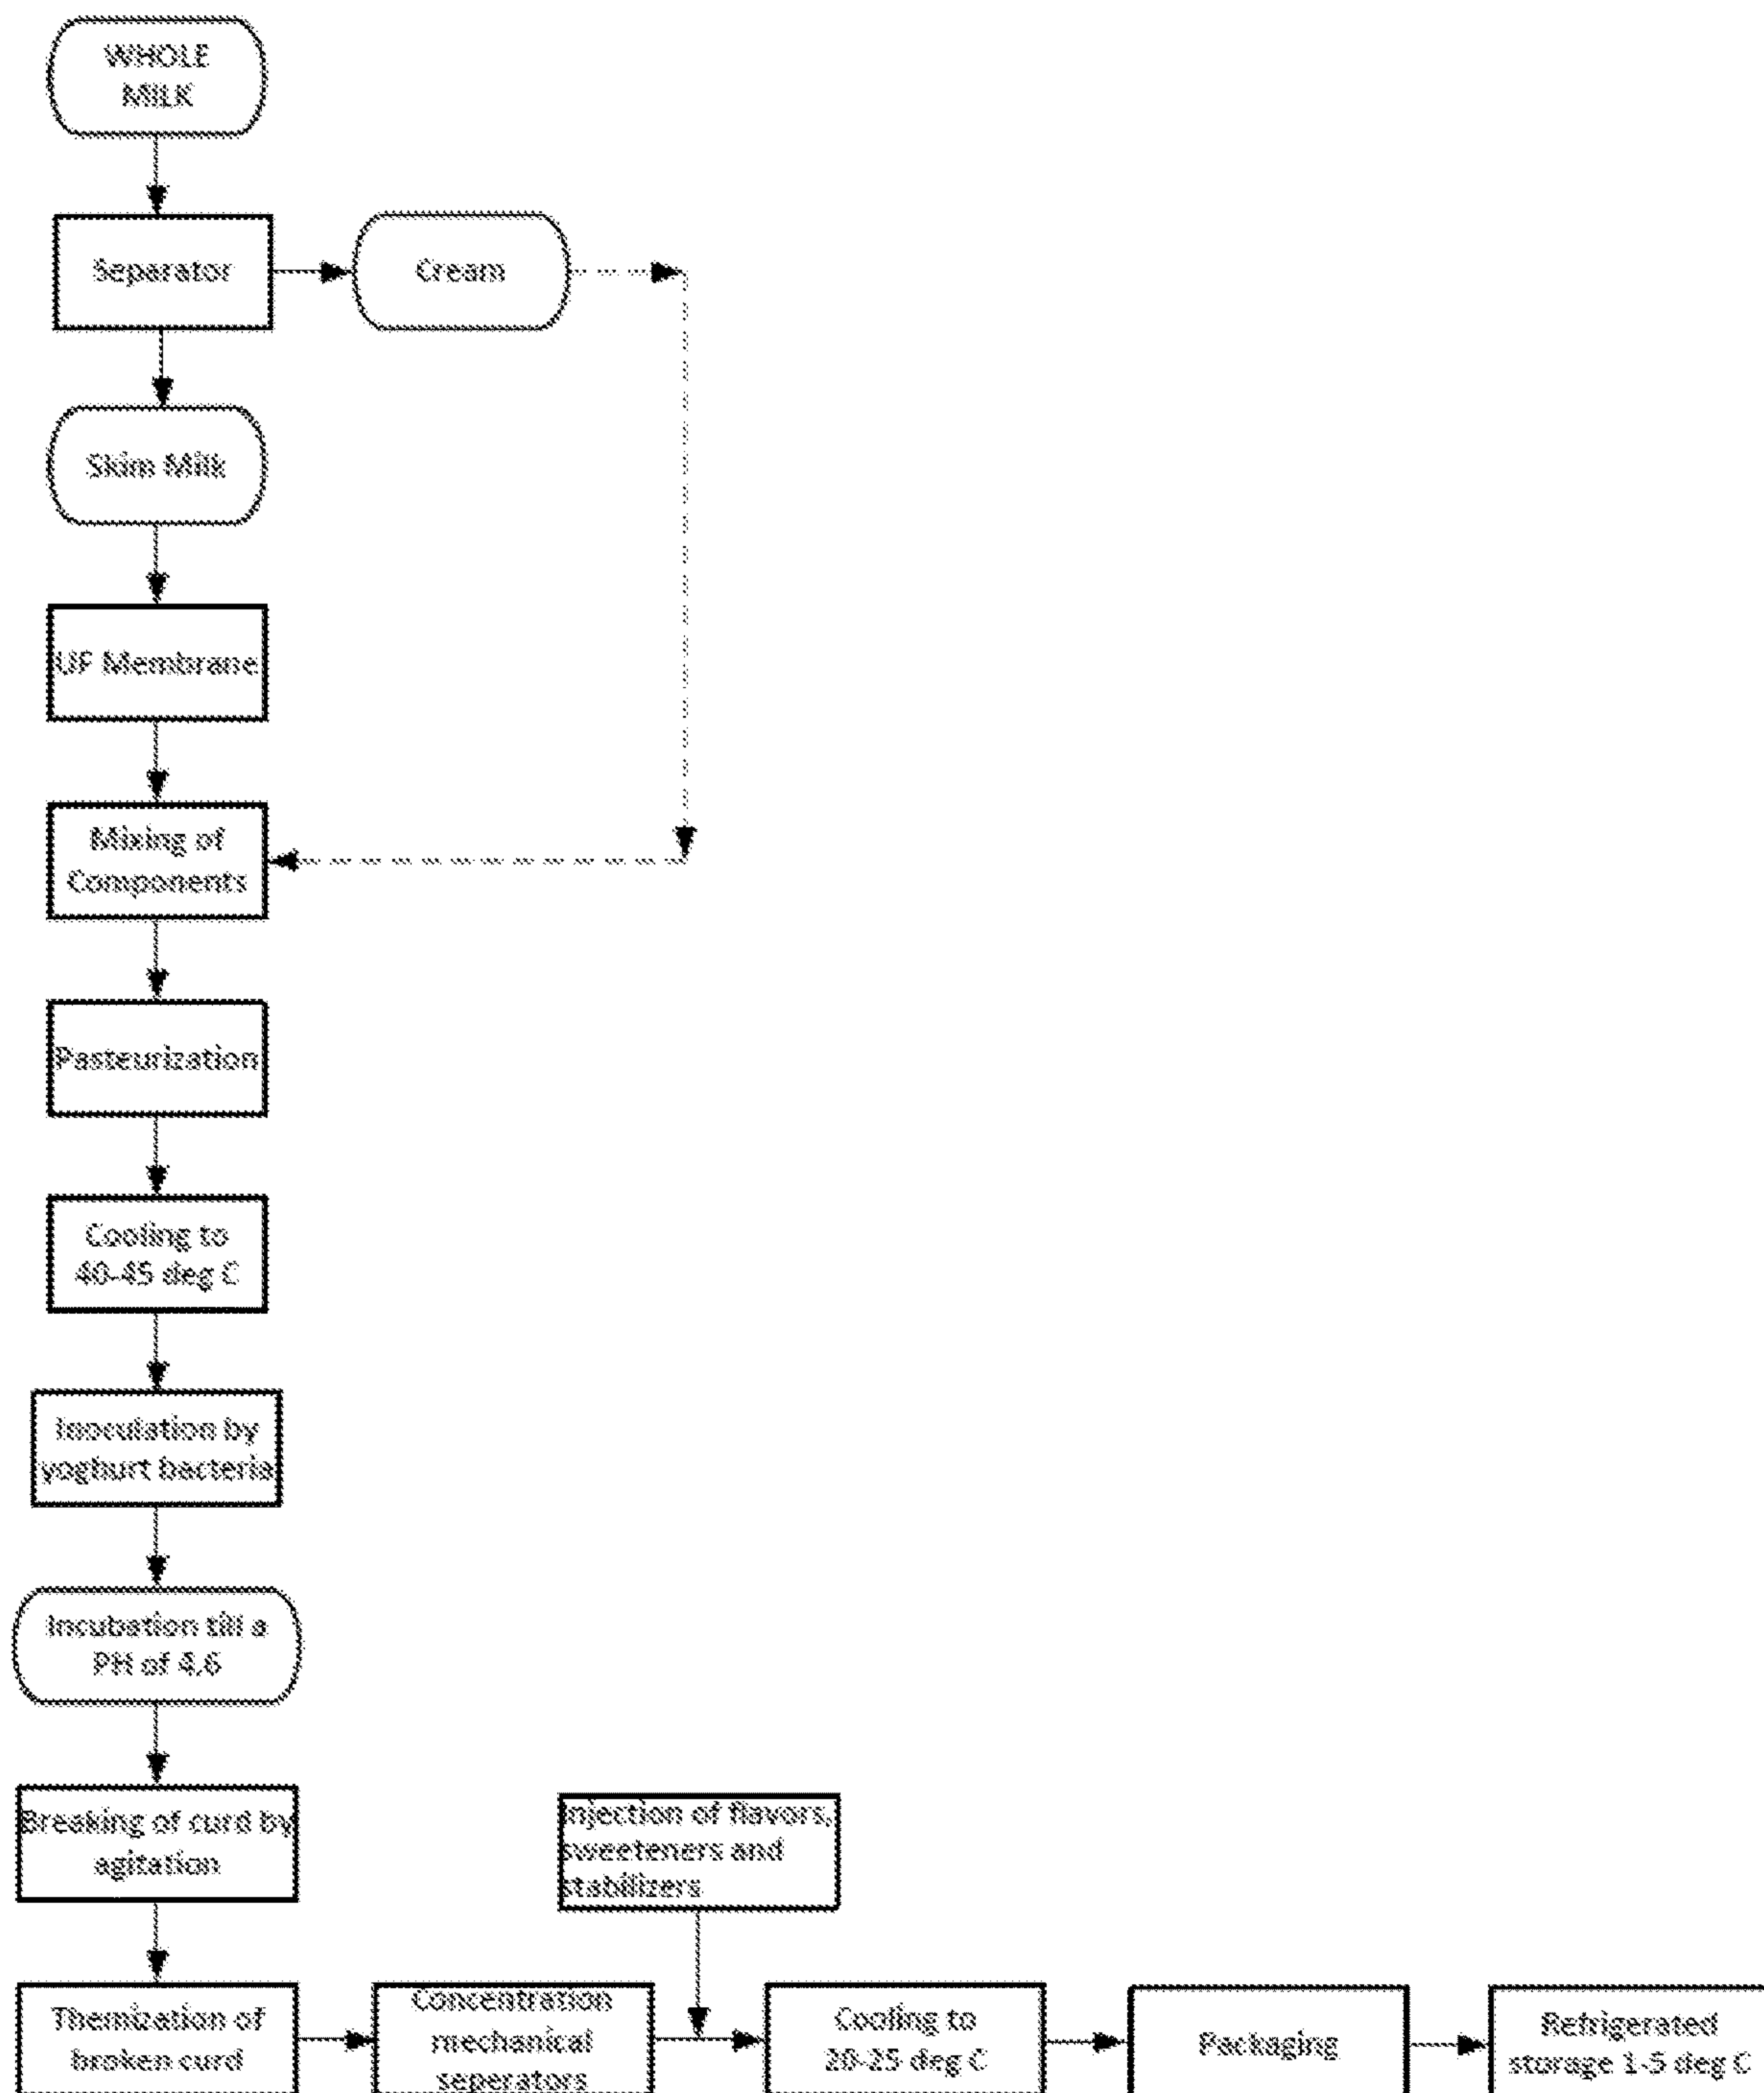 WHOLE
MILK
Separator
Cream
Skim Milk
UF Membrane
Mixing of
Components
Pasteurization
Cooling to
40-45 deg C
Inoculation by
yoghurt bacteria
Incubation till a
PH of 4.6
Breaking of curd by
agitation
Injection of flavors,
sweeteners and
stabilizers
Themization of
broken curd
Concentration
mechanical
seperators
Cooling to
20-25 deg C
Packaging
Refrigerated
storage 1-5 deg C